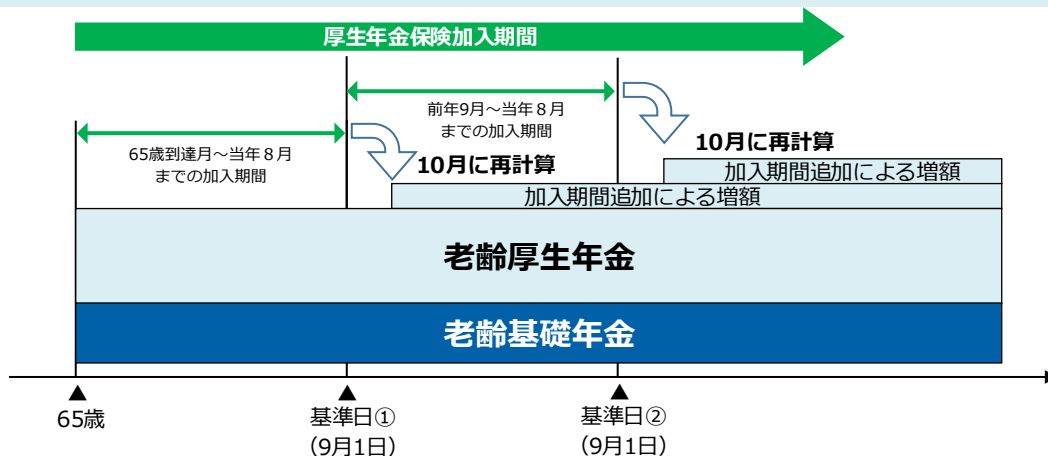 厚生年金保険加入期間
65歳到達月～当年８月
までの加入期間
前年9月～当年８月
までの加入期間
10月に再計算
10月に再計算
加入期間追加による増額
加入期間追加による増額
老齢厚生年金
老齢基礎年金
▲
65歳
▲
基準日①
（9月1日）
▲
基準日②
（9月1日）